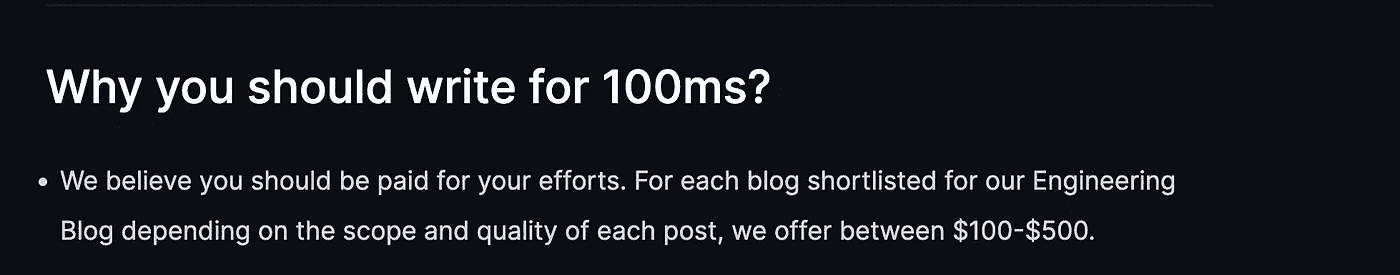 Why you should write for 100ms?
• We believe you should be paid for your efforts. For each blog shortlisted for our Engineering
Blog depending on the scope and quality of each post, we offer between $100-$500.